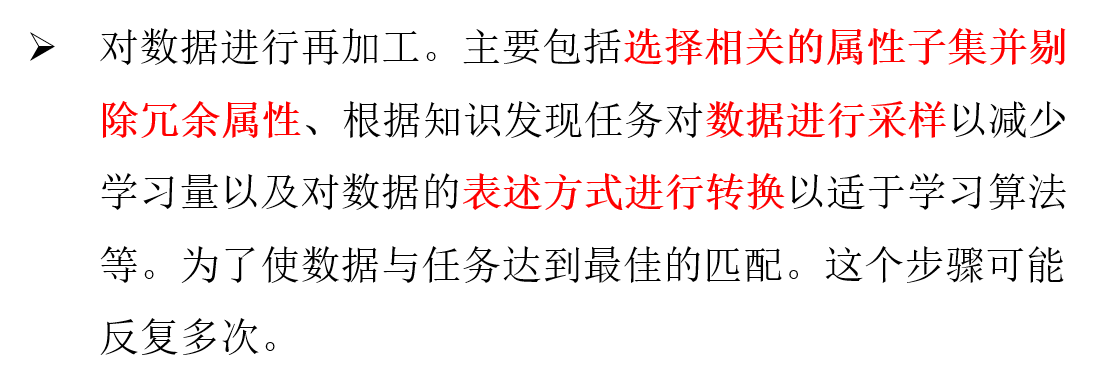 ➢ 对数据进行再加工。主要包括选择相关的属性子集并剔
除冗余属性、根据知识发现任务对数据进行采样以减少
学习量以及对数据的表述方式进行转换以适于学习算法
等。为了使数据与任务达到最佳的匹配。这个步骤可能
反复多次。